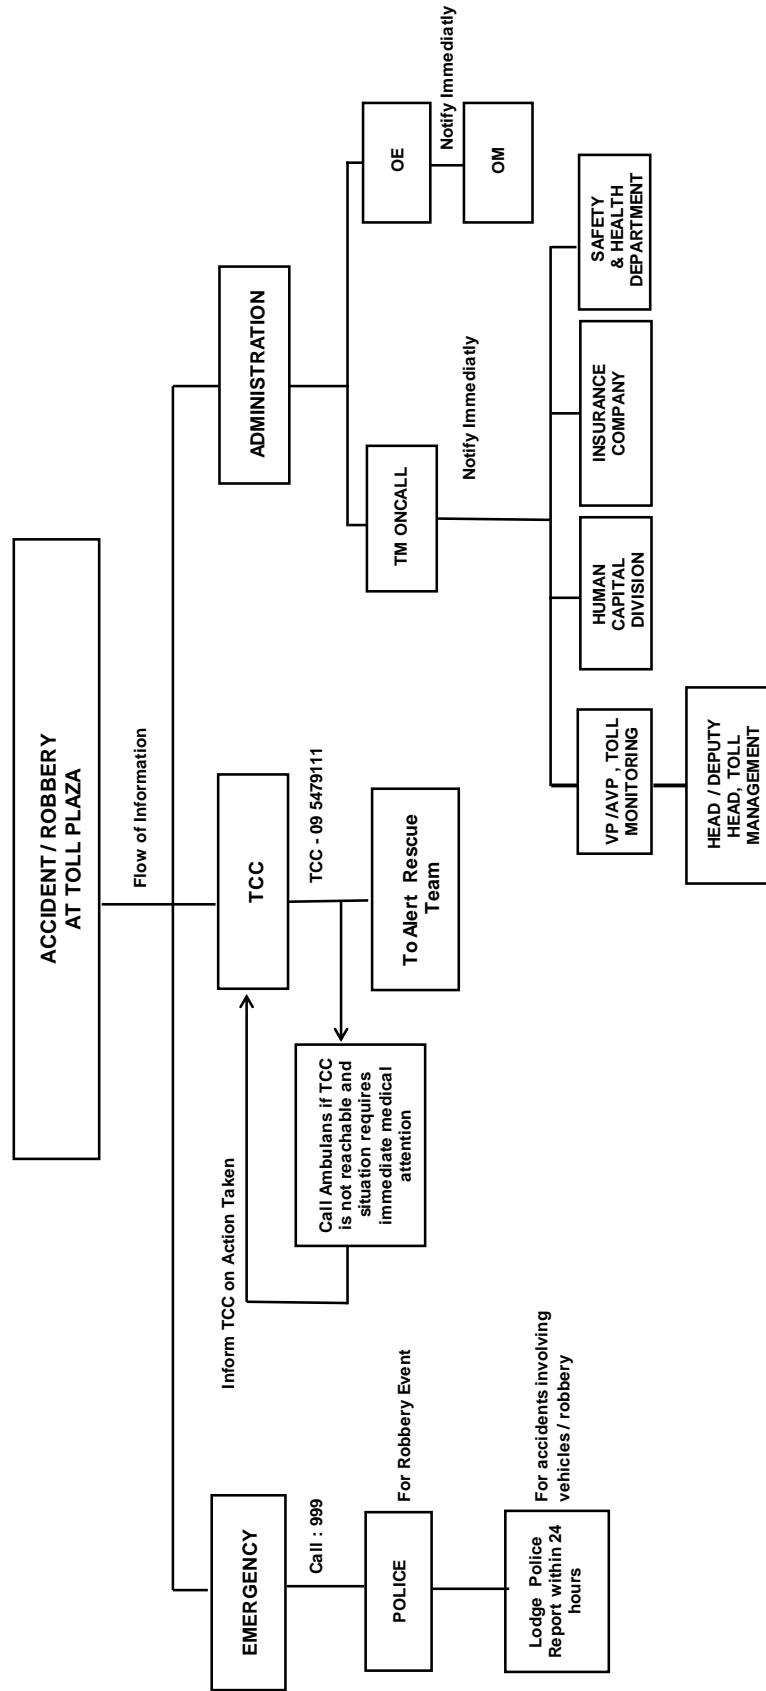 ACCIDENT / ROBBERY
AT TOLL PLAZA
Flow of Information
EMERGENCY
Call : 999
POLICE
For Robbery Event
Lodge Police
Report within 24
hours
For accidents involving
vehicles / robbery
Inform TCC on Action Taken
TCC
TCC - 09 5479111
Call Ambulans if TCC
is not reachable and
situation requires
immediate medical
attention
To Alert Rescue
Team
ADMINISTRATION
TM ONCALL
Notify Immediatly
OE
Notify Immediatly
OM
VP /AVP , TOLL
MONITORING
HUMAN
CAPITAL
DIVISION
INSURANCE
COMPANY
SAFETY
& HEALTH
DEPARTMENT
HEAD / DEPUTY
HEAD, TOLL
MANAGEMENT